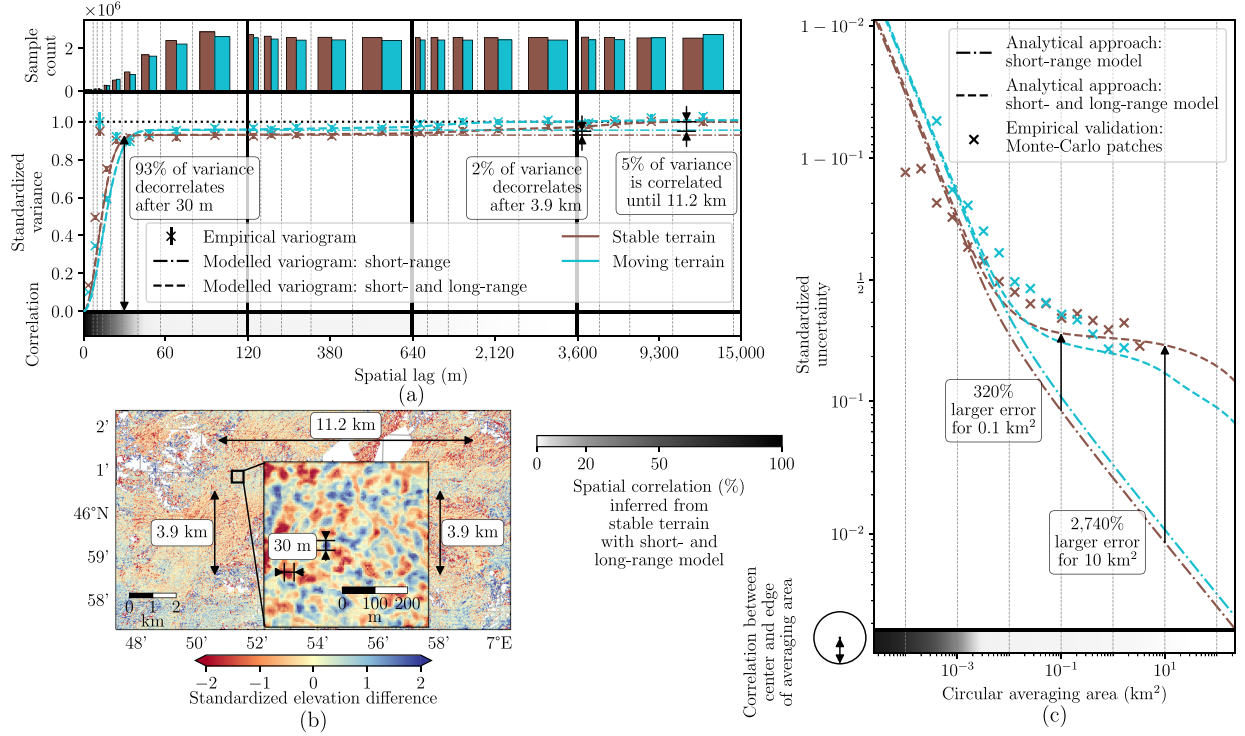 ×10⁶
Sample
count
2
0
Standardized
variance
1.0
0.8
0.6
0.4
0.2
0.0
93% of variance
decorrelates
after 30 m
2% of variance
decorrelates
after 3.9 km
5% of variance
is correlated
until 11.2 km
Empirical variogram
Modelled variogram: short-range
Modelled variogram: short- and long-range
Stable terrain
Moving terrain
Correlation
0 60 120 380 640 2,120 3,600 9,300 15,000
Spatial lag (m)
(a)
2'
1'
46°N
59'
58'
11.2 km
3.9 km
3.9 km
30 m
0 1 2
km
0 100 200
m
48' 50' 52' 54' 56' 58' 7°E
−2 −1 0 1 2
Standardized elevation difference
(b)
0 20 50 100
Spatial correlation (%)
inferred from
stable terrain
with short- and
long-range model
Correlation between
center and edge
of averaging area
Standardized
uncertainty
1 − 10⁻²
1 − 10⁻¹
1/2
10⁻¹
10⁻²
Analytical approach:
short-range model
Analytical approach:
short- and long-range model
Empirical validation:
Monte-Carlo patches
320%
larger error
for 0.1 km²
2,740%
larger error
for 10 km²
10⁻³ 10⁻¹ 10¹
Circular averaging area (km²)
(c)